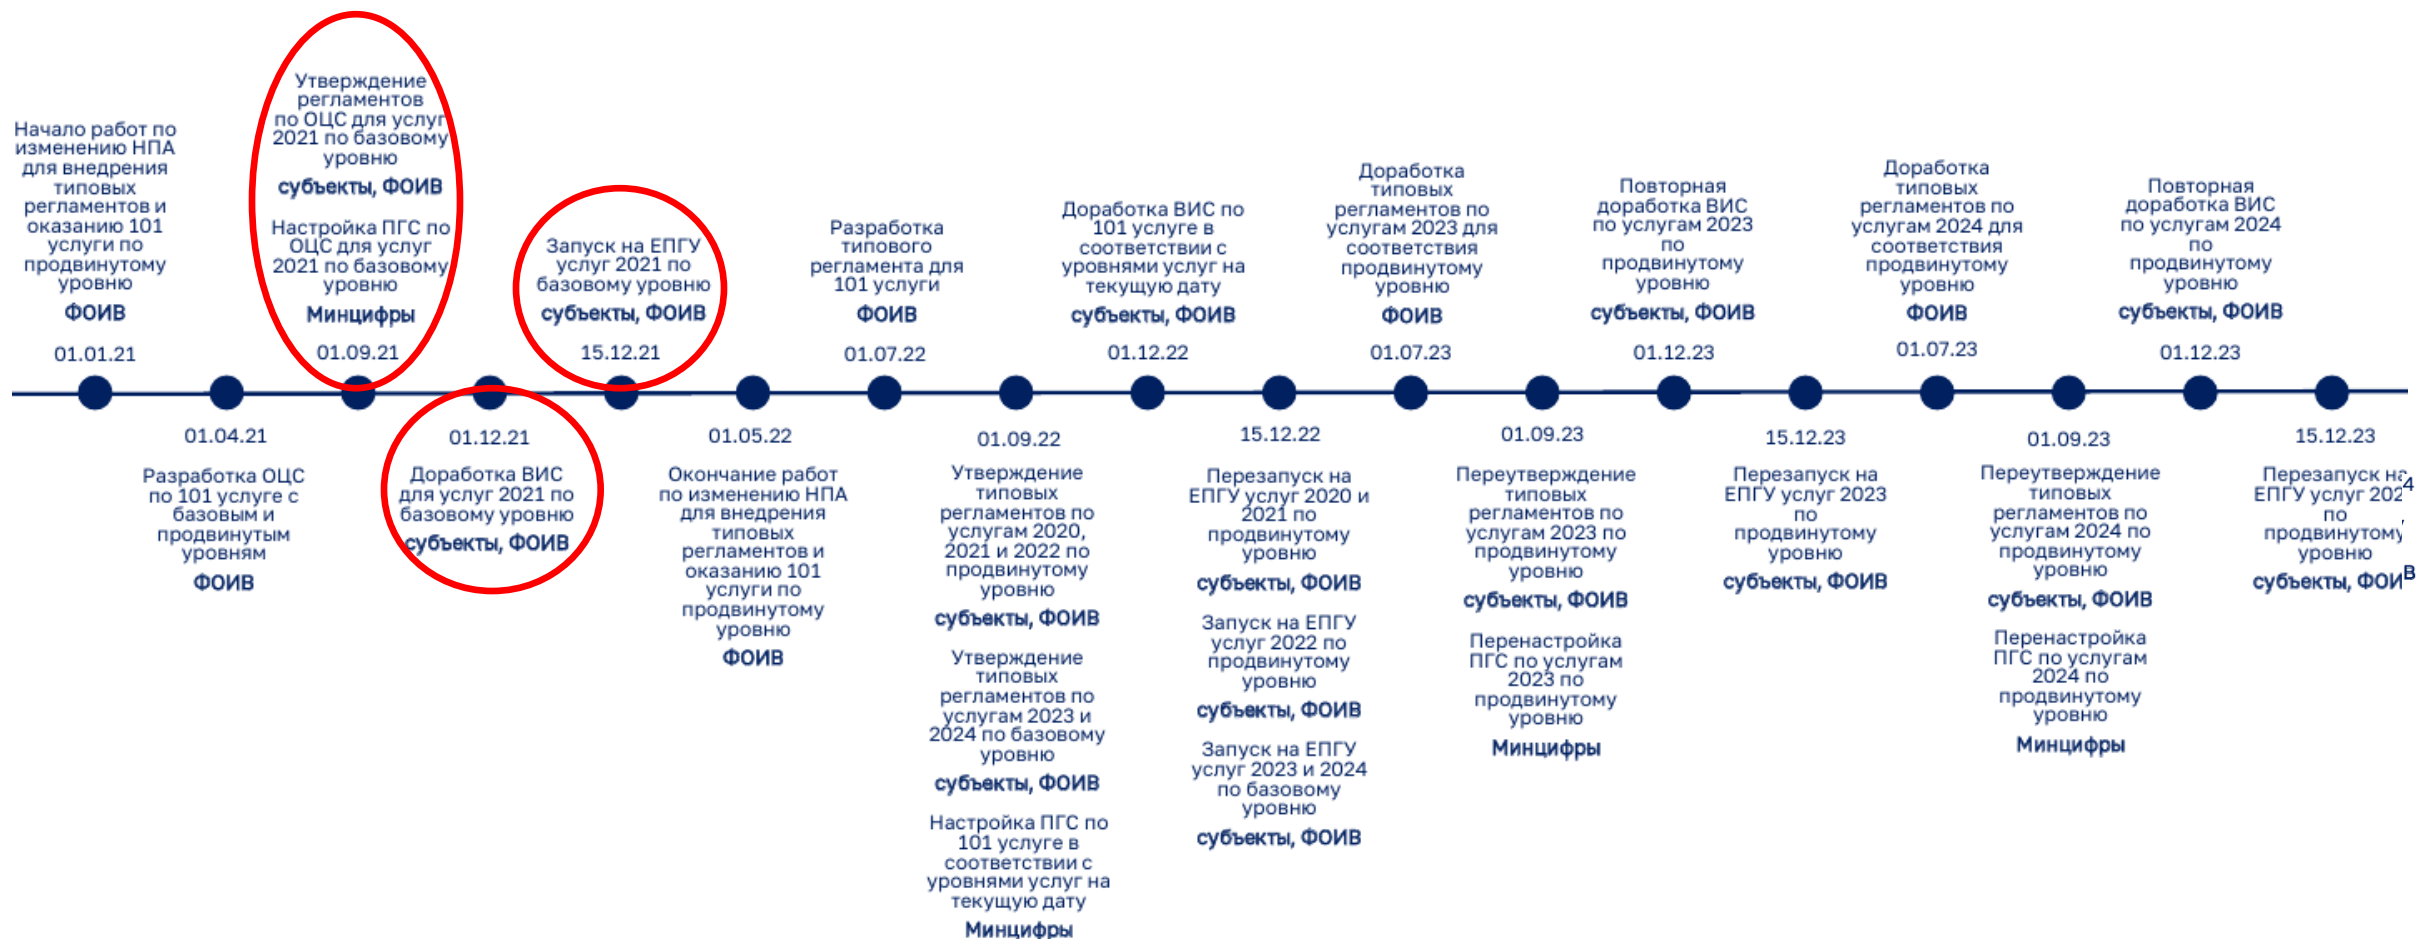 Начало работ по
изменению НПА
для внедрения
типовых
регламентов и
оказанию 101
услуги по
продвинутому
уровню
ФОИВ
01.01.21
01.04.21
Разработка ОЦС
по 101 услуге с
базовым и
продвинутым
уровням
ФОИВ
Утверждение
регламентов
по ОЦС для услуг
2021 по базовому
уровню
субъекты, ФОИВ
Настройка ПГС по
ОЦС для услуг
2021 по базовому
уровню
Минцифры
01.09.21
01.12.21
Доработка ВИС
для услуг 2021 по
базовому уровню
субъекты, ФОИВ
Запуск на ЕПГУ
услуг 2021 по
базовому уровню
субъекты, ФОИВ
15.12.21
01.05.22
Окончание работ
по изменению НПА
для внедрения
типовых
регламентов и
оказанию 101
услуги по
продвинутому
уровню
ФОИВ
Разработка
типового
регламента для
101 услуги
ФОИВ
01.07.22
01.09.22
Утверждение
типовых
регламентов по
услугам 2020,
2021 и 2022 по
продвинутому
уровню
субъекты, ФОИВ
Утверждение
типовых
регламентов по
услугам 2023 и
2024 по базовому
уровню
субъекты, ФОИВ
Настройка ПГС по
101 услуге в
соответствии с
уровнями услуг на
текущую дату
Минцифры
Доработка ВИС по
101 услуге в
соответствии с
уровнями услуг на
текущую дату
субъекты, ФОИВ
01.12.22
15.12.22
Перезапуск на
ЕПГУ услуг 2020 и
2021 по
продвинутому
уровню
субъекты, ФОИВ
Запуск на ЕПГУ
услуг 2022 по
продвинутому
уровню
субъекты, ФОИВ
Запуск на ЕПГУ
услуг 2023 и 2024
по базовому
уровню
субъекты, ФОИВ
Доработка
типовых
регламентов по
услугам 2023 для
соответствия
продвинутому
уровню
ФОИВ
01.07.23
01.09.23
Переутверждение
типовых
регламентов по
услугам 2023 по
продвинутому
уровню
субъекты, ФОИВ
Перенастройка
ПГС по услугам
2023 по
продвинутому
уровню
Минцифры
Повторная
доработка ВИС
по услугам 2023
по
продвинутому
уровню
субъекты, ФОИВ
01.12.23
15.12.23
Перезапуск на
ЕПГУ услуг 2023
по
продвинутому
уровню
субъекты, ФОИВ
Доработка
типовых
регламентов по
услугам 2024 для
соответствия
продвинутому
уровню
ФОИВ
01.07.23
01.09.23
Переутверждение
типовых
регламентов по
услугам 2024 по
продвинутому
уровню
субъекты, ФОИВ
Перенастройка
ПГС по услугам
2024 по
продвинутому
уровню
Минцифры
Повторная
доработка ВИС
по услугам 2024
по
продвинутому
уровню
субъекты, ФОИВ
01.12.23
15.12.23
Перезапуск на
ЕПГУ услуг 2024
по
продвинутому
уровню
субъекты, ФОИВ